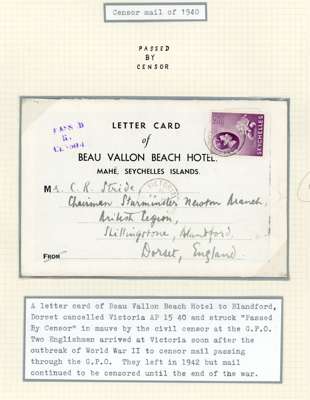 Censor mail of 1940
PASSED
BY
CENSOR
PASSED
BY
CENSOR
LETTER CARD
of
BEAU VALLON BEACH HOTEL.
MAHÉ, SEYCHELLES ISLANDS.
SEYCHELLES
VICTORIA
Mr. C. K. Stride,
Chairman Sturminster Newton Branch,
British Legion,
Shillingstone, Blandford.
Dorset, England.
FROM
A letter card of Beau Vallon Beach Hotel to Blandford,
Dorset cancelled Victoria AP 15 40 and struck "Passed
By Censor" in mauve by the civil censor at the G.P.O.
Two Englishmen arrived at Victoria soon after the
outbreak of World War II to censor mail passing
through the G.P.O. They left in 1942 but mail
continued to be censored until the end of the war.